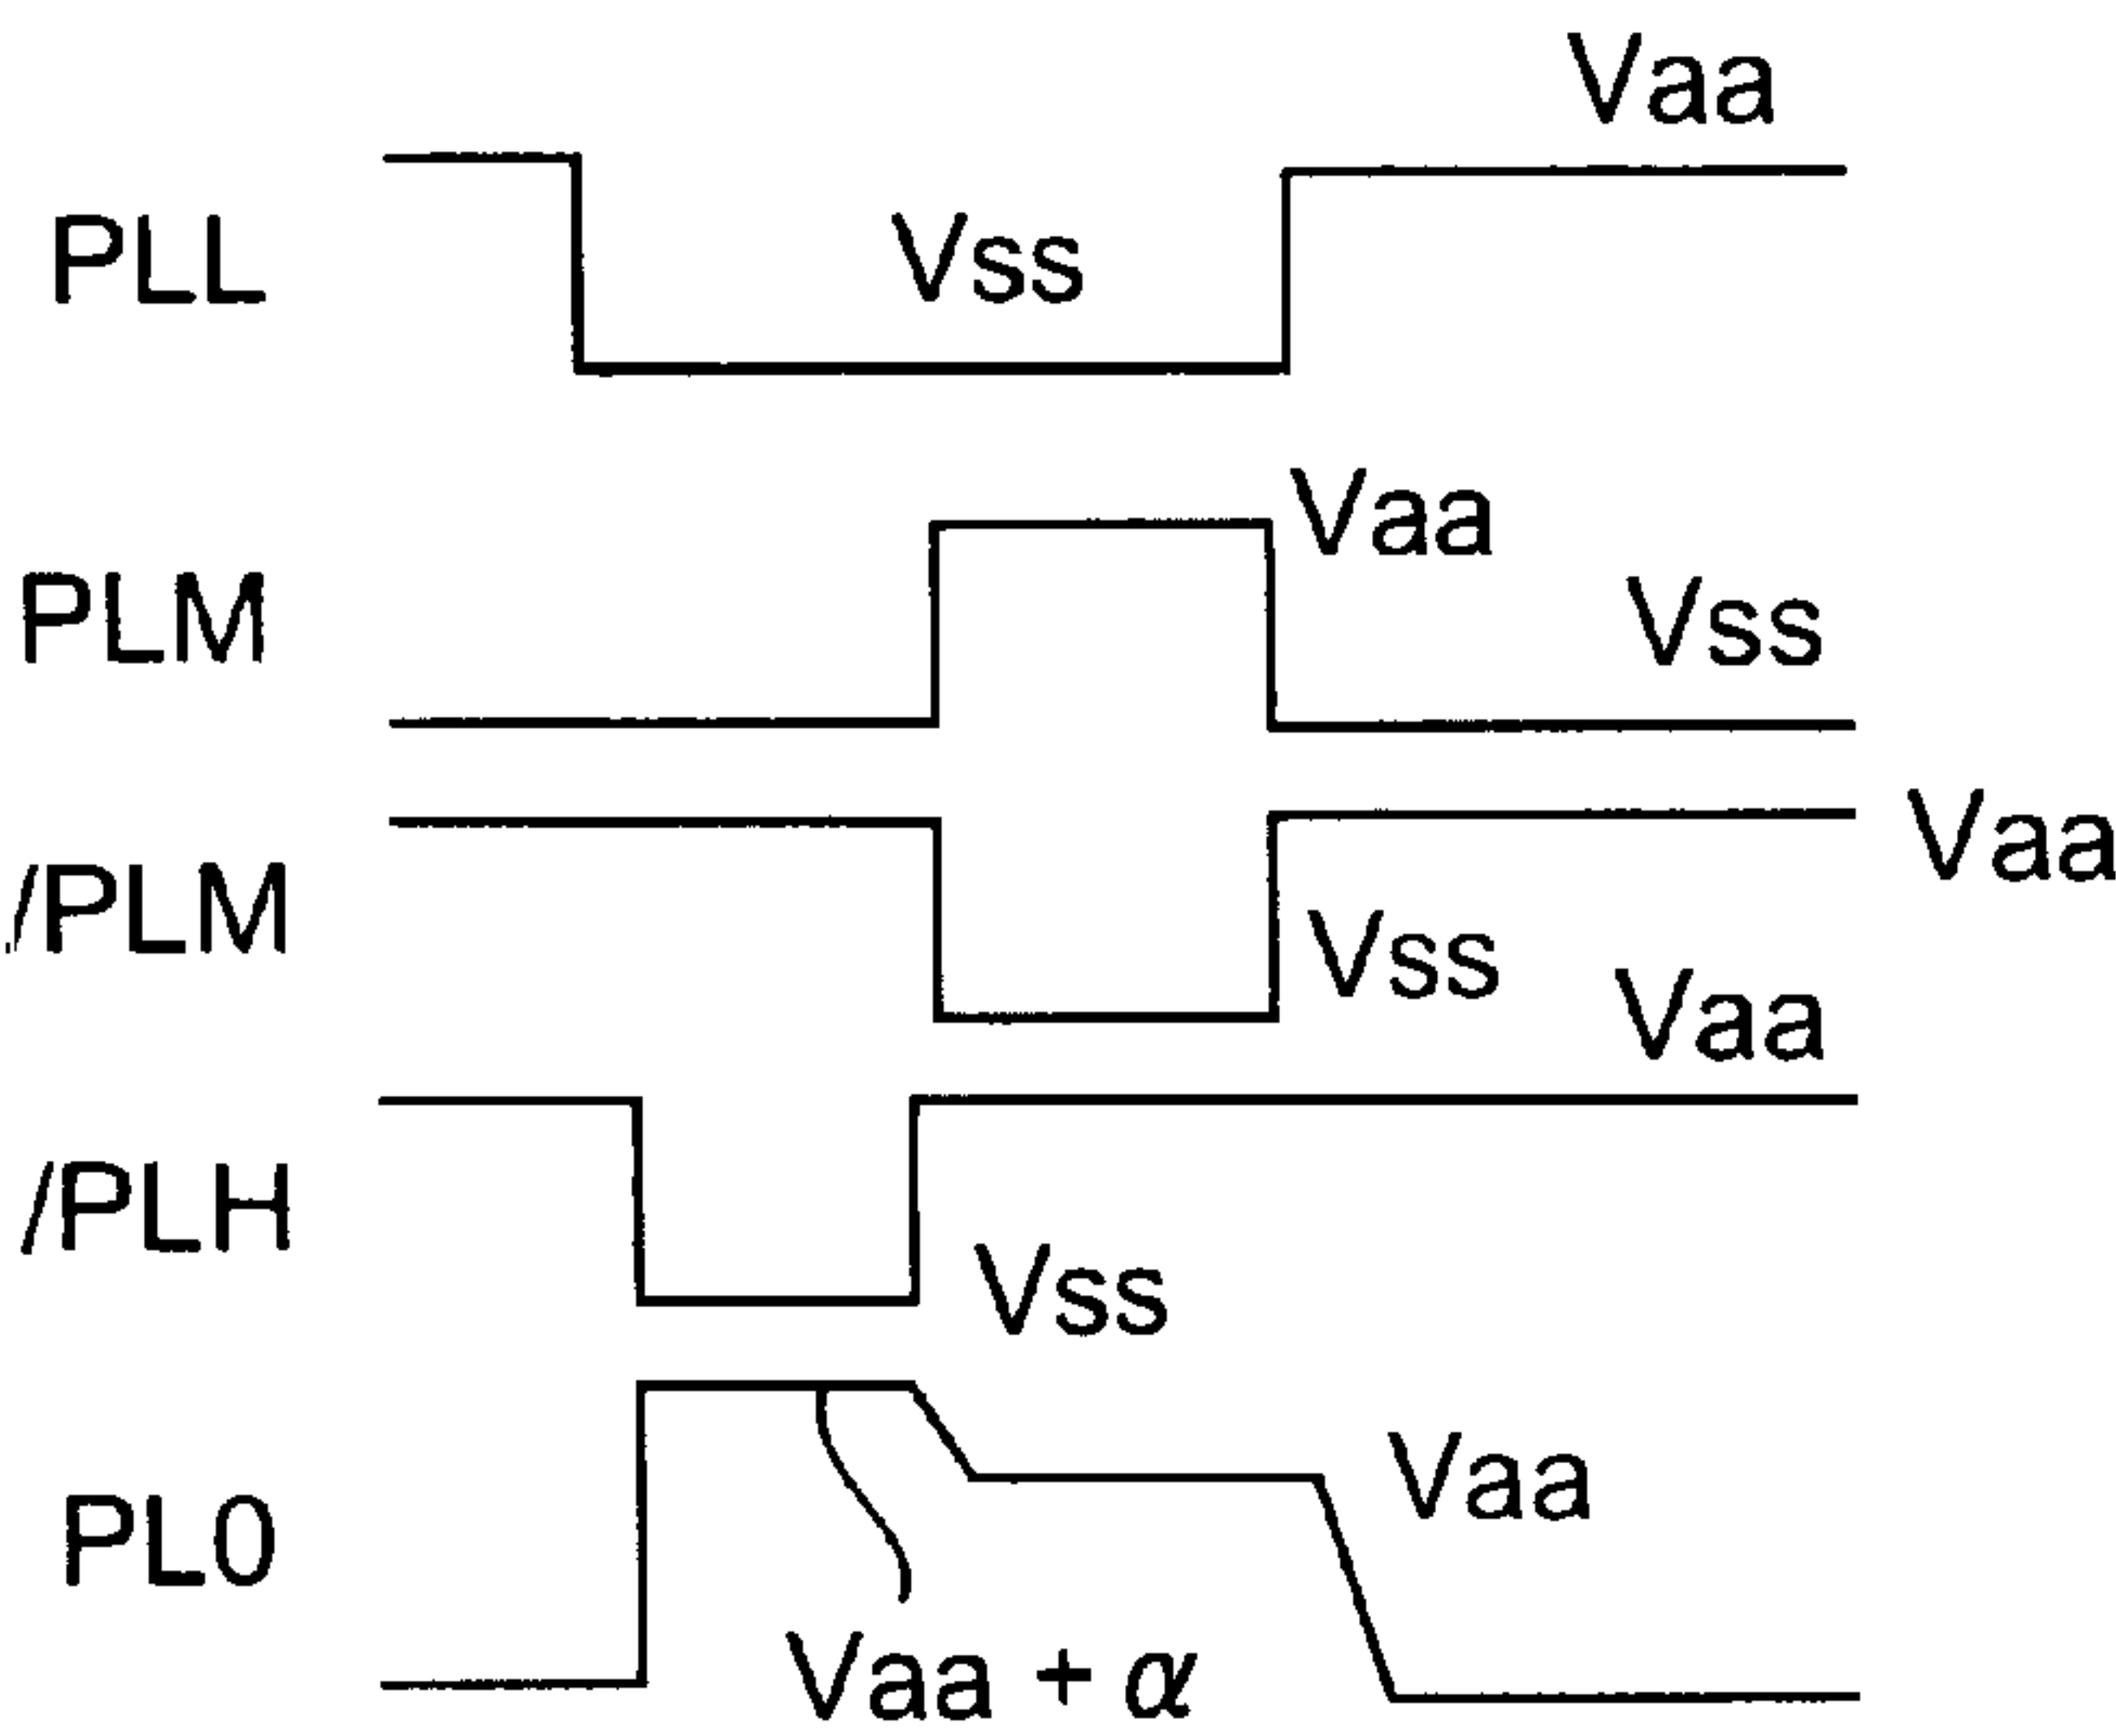 Vaa
PLL
Vss
Vaa
PLM
Vss
Vaa
/PLM
Vss
Vaa
/PLH
Vss
Vaa
PL0
Vaa + α